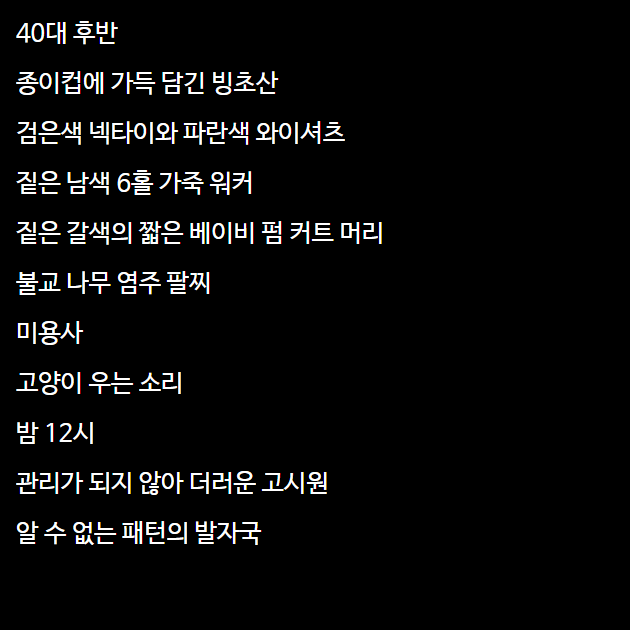 40대 후반
종이컵에 가득 담긴 빙초산
검은색 넥타이와 파란색 와이셔츠
짙은 남색 6홀 가죽 워커
짙은 갈색의 짧은 베이비 펌 커트 머리
불교 나무 염주 팔찌
미용사
고양이 우는 소리
밤 12시
관리가 되지 않아 더러운 고시원
알 수 없는 패턴의 발자국